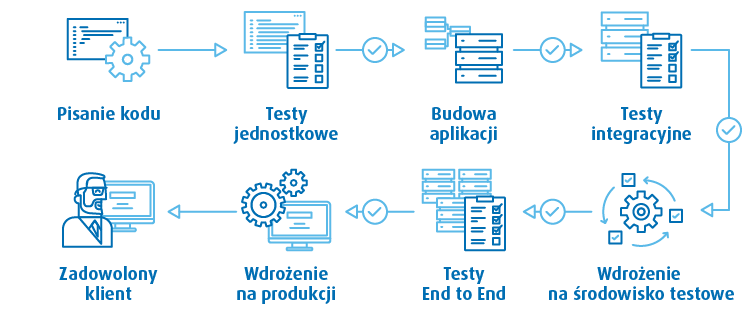 Pisanie kodu
Testy
jednostkowe
Budowa
aplikacji
Testy
integracyjne
Wdrożenie
na środowisko testowe
Testy
End to End
Wdrożenie
na produkcji
Zadowolony
klient